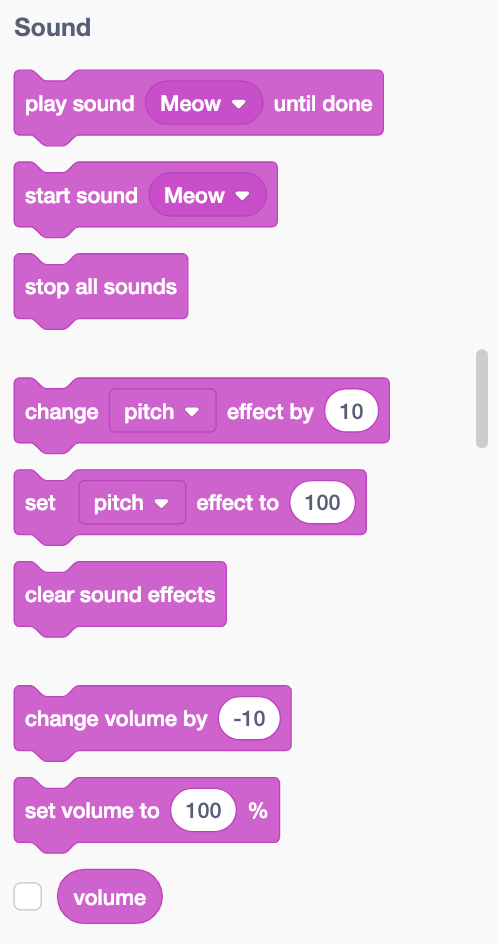 Sound
play sound Meow until done
start sound Meow
stop all sounds
change pitch effect by 10
set pitch effect to 100
clear sound effects
change volume by -10
set volume to 100 %
volume